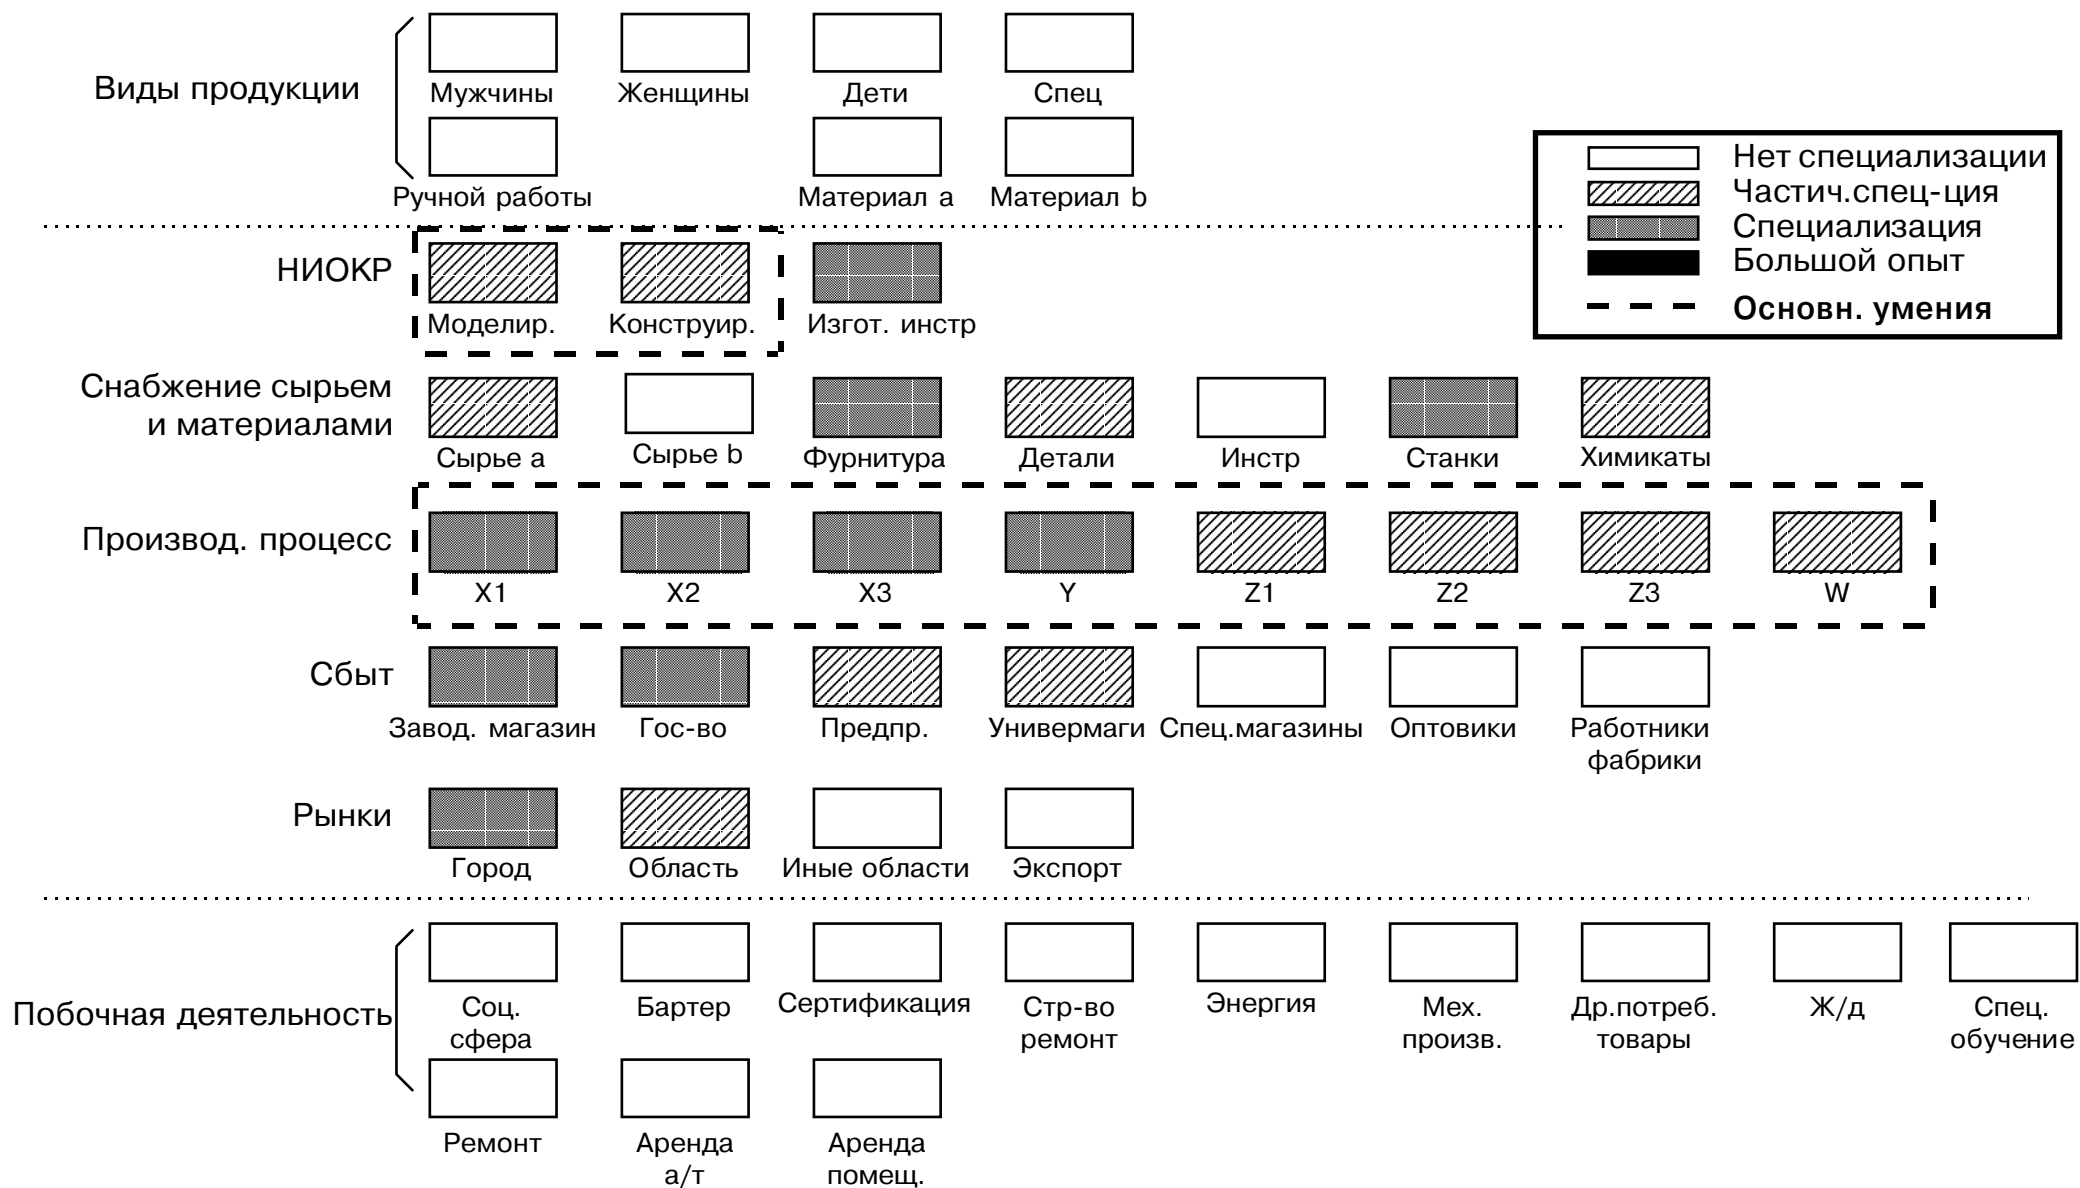 Виды продукции
Мужчины Женщины Дети Спец
Ручной работы Материал a Материал b
Нет специализации
Частич.спец-ция
Специализация
Большой опыт
Основн. умения
НИОКР
Моделир. Конструир. Изгот. инстр
Снабжение сырьем
и материалами
Сырье a Сырье b Фурнитура Детали Инстр Станки Химикаты
Производ. процесс
X1 X2 X3 Y Z1 Z2 Z3 W
Сбыт
Завод. магазин Гос-во Предпр. Универмаги Спец.магазины Оптовики Работники
фабрики
Рынки
Город Область Иные области Экспорт
Побочная деятельность
Соц. Бартер Сертификация Стр-во Энергия Мех. Др.потреб. Ж/д Спец.
сфера ремонт произв. товары обучение
Ремонт Аренда Аренда
а/т помещ.